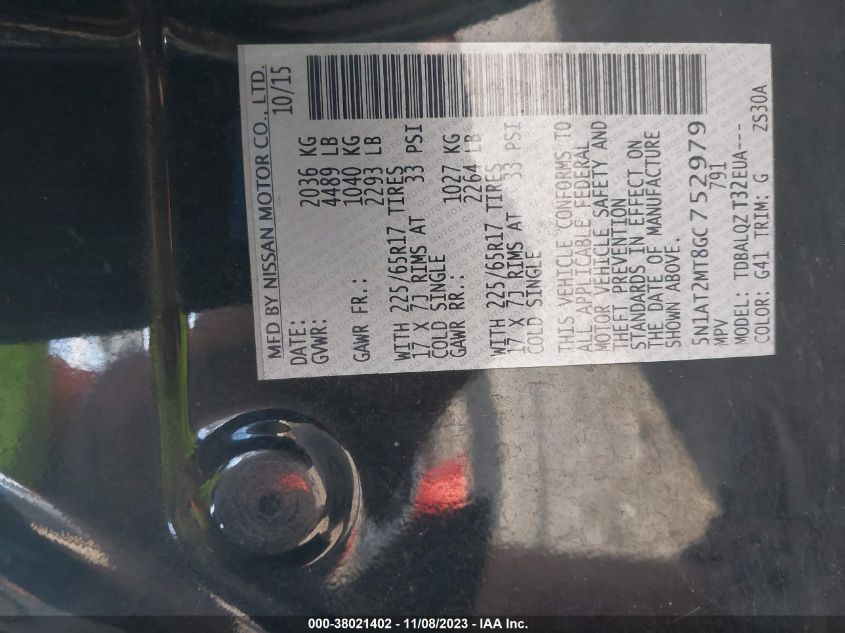 MFD BY NISSAN MOTOR CO., LTD.
DATE: 10/15
GVWR: 2036 KG
4489 LB
GAWR FR.: 1040 KG
2293 LB
WITH 225/65R17 TIRES
17 X 7J RIMS AT 33 PSI
COLD SINGLE
GAWR RR.: 1027 KG
2264 LB
WITH 225/65R17 TIRES
17 X 7J RIMS AT 33 PSI
COLD SINGLE
THIS VEHICLE CONFORMS TO
ALL APPLICABLE FEDERAL
MOTOR VEHICLE SAFETY AND
THEFT PREVENTION
STANDARDS IN EFFECT ON
THE DATE OF MANUFACTURE
SHOWN ABOVE.
5N1AT2MT8GC752979
MPV 791
MODEL: TDBALQZ T32EUA---
COLOR: G41 TRIM: G ZS30A
000-38021402 - 11/08/2023 - IAA Inc.